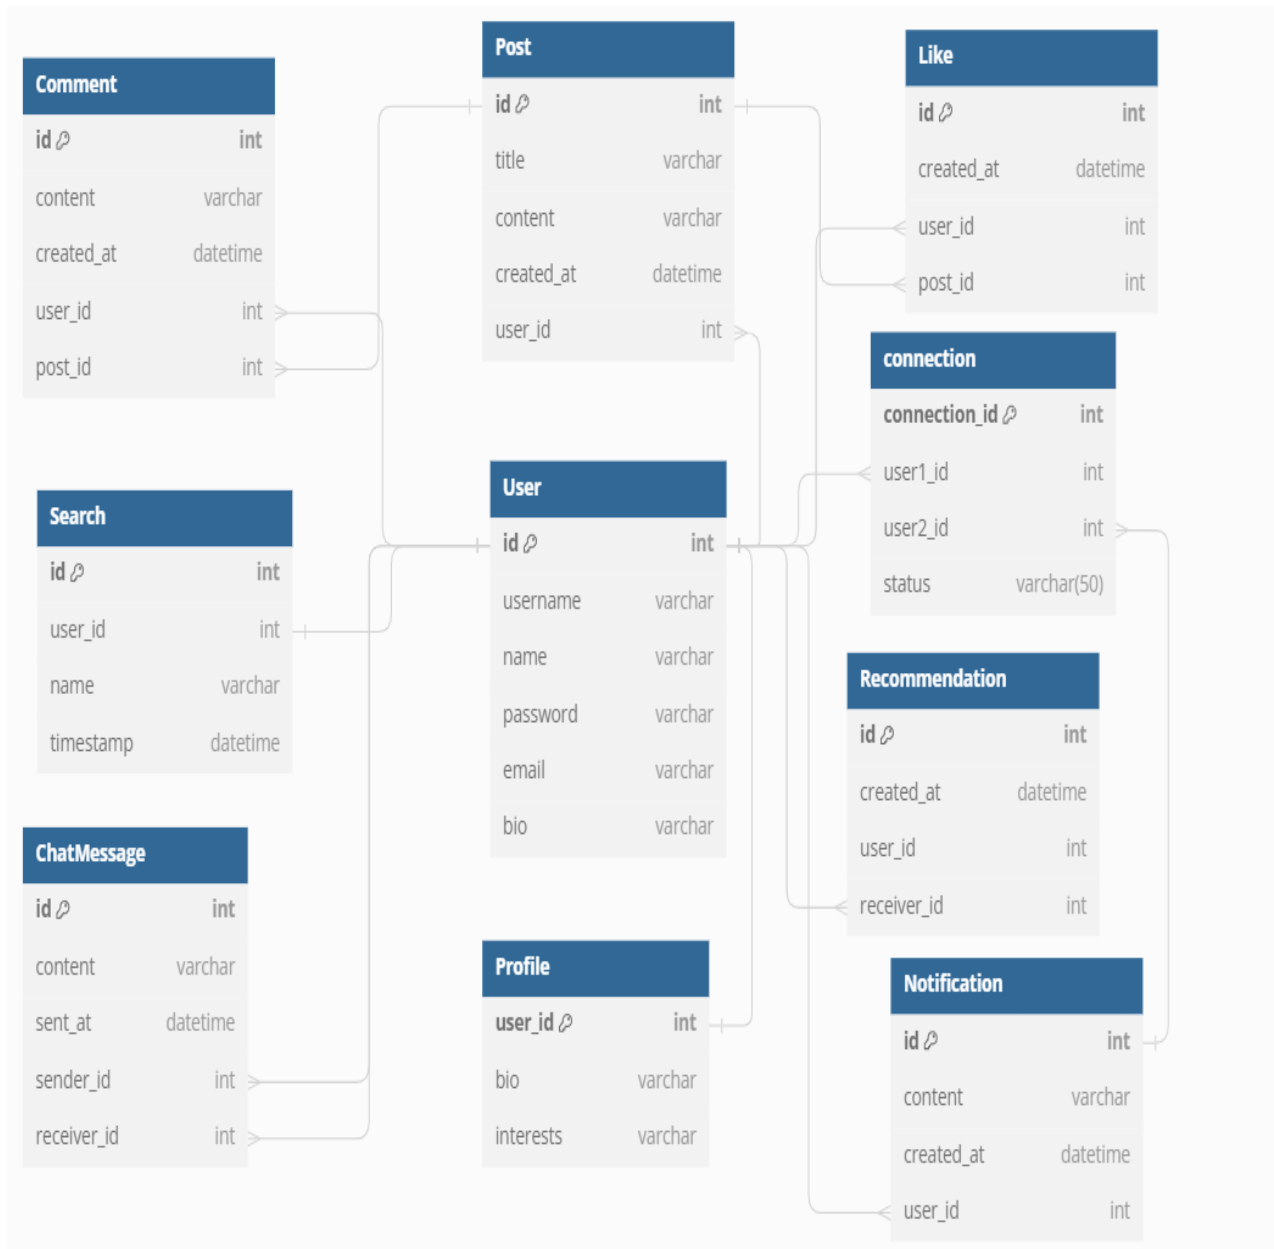 Comment
id int
content varchar
created_at datetime
user_id int
post_id int
Post
id int
title varchar
content varchar
created_at datetime
user_id int
Like
id int
created_at datetime
user_id int
post_id int
connection
connection_id int
user1_id int
user2_id int
status varchar(50)
Search
id int
user_id int
name varchar
timestamp datetime
User
id int
username varchar
name varchar
password varchar
email varchar
bio varchar
Recommendation
id int
created_at datetime
user_id int
receiver_id int
ChatMessage
id int
content varchar
sent_at datetime
sender_id int
receiver_id int
Profile
user_id int
bio varchar
interests varchar
Notification
id int
content varchar
created_at datetime
user_id int